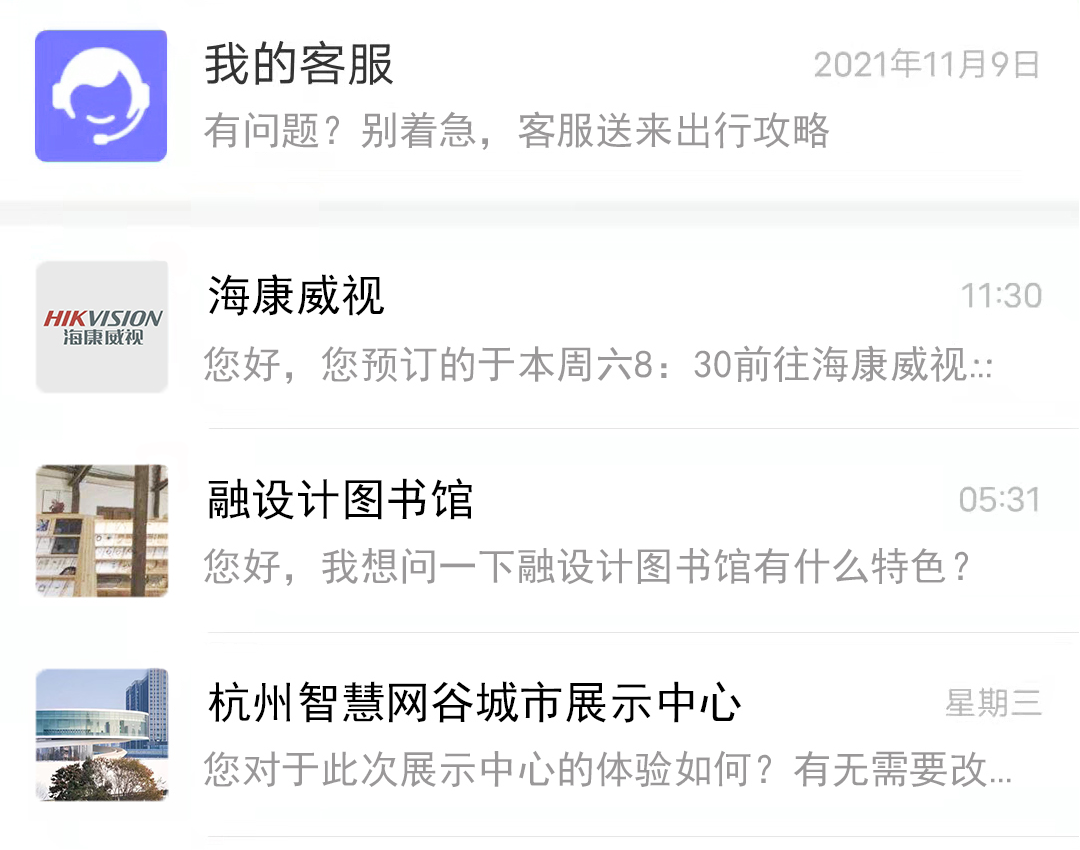 我的客服
2021年11月9日
有问题？别着急，客服送来出行攻略
海康威视
11:30
HIKVISION
海康威视
您好，您预订的于本周六8：30前往海康威视...
融设计图书馆
05:31
您好，我想问一下融设计图书馆有什么特色？
杭州智慧网谷城市展示中心
星期三
您对于此次展示中心的体验如何？有无需要改...